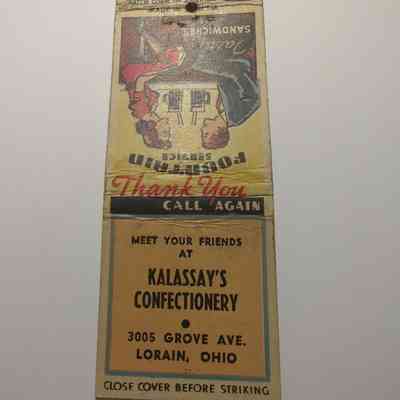 Tasty
SANDWICHES
FOUNTAIN
SERVICE
Thank You
CALL AGAIN
MEET YOUR FRIENDS
AT
KALASSAY'S
CONFECTIONERY
3005 GROVE AVE.
LORAIN, OHIO
CLOSE COVER BEFORE STRIKING